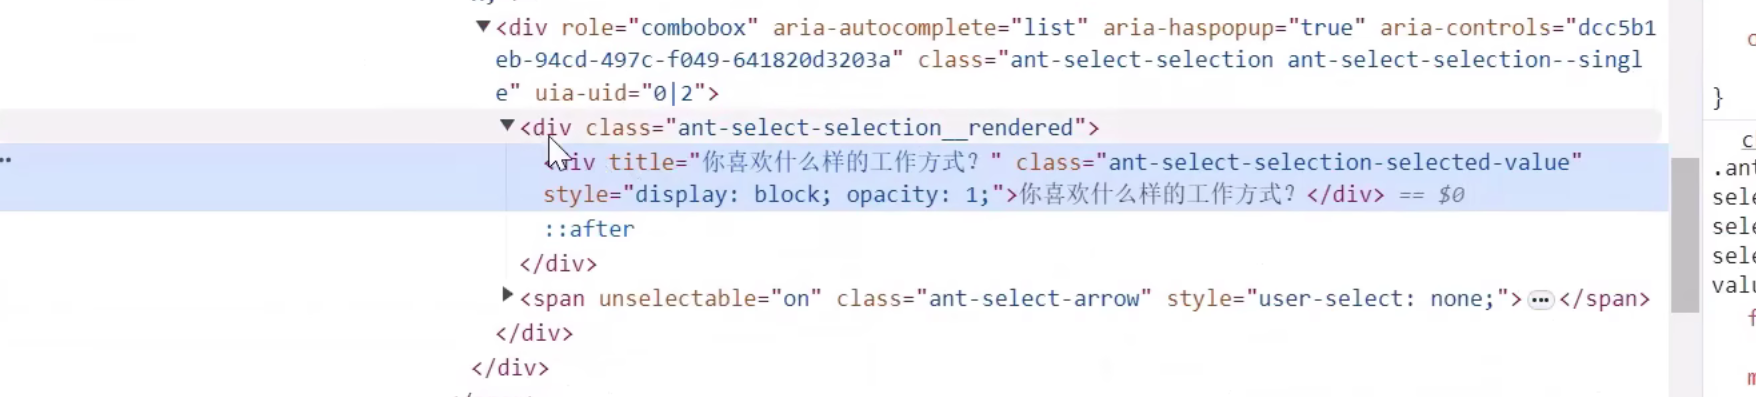 ▼<div role="combobox" aria-autocomplete="list" aria-haspopup="true" aria-controls="dcc5b1
eb-94cd-497c-f049-641820d3203a" class="ant-select-selection ant-select-selection--singl
e" uia-uid="0|2">
}
▼<div class="ant-select-selection__rendered">
<div title="你喜欢什么样的工作方式？" class="ant-select-selection-selected-value"
style="display: block; opacity: 1;">你喜欢什么样的工作方式？</div> == $0
.ant
sele
::after
sele
</div>
sele
▶<span unselectable="on" class="ant-select-arrow" style="user-select: none;">…</span>
valu
</div>
f
</div>
m